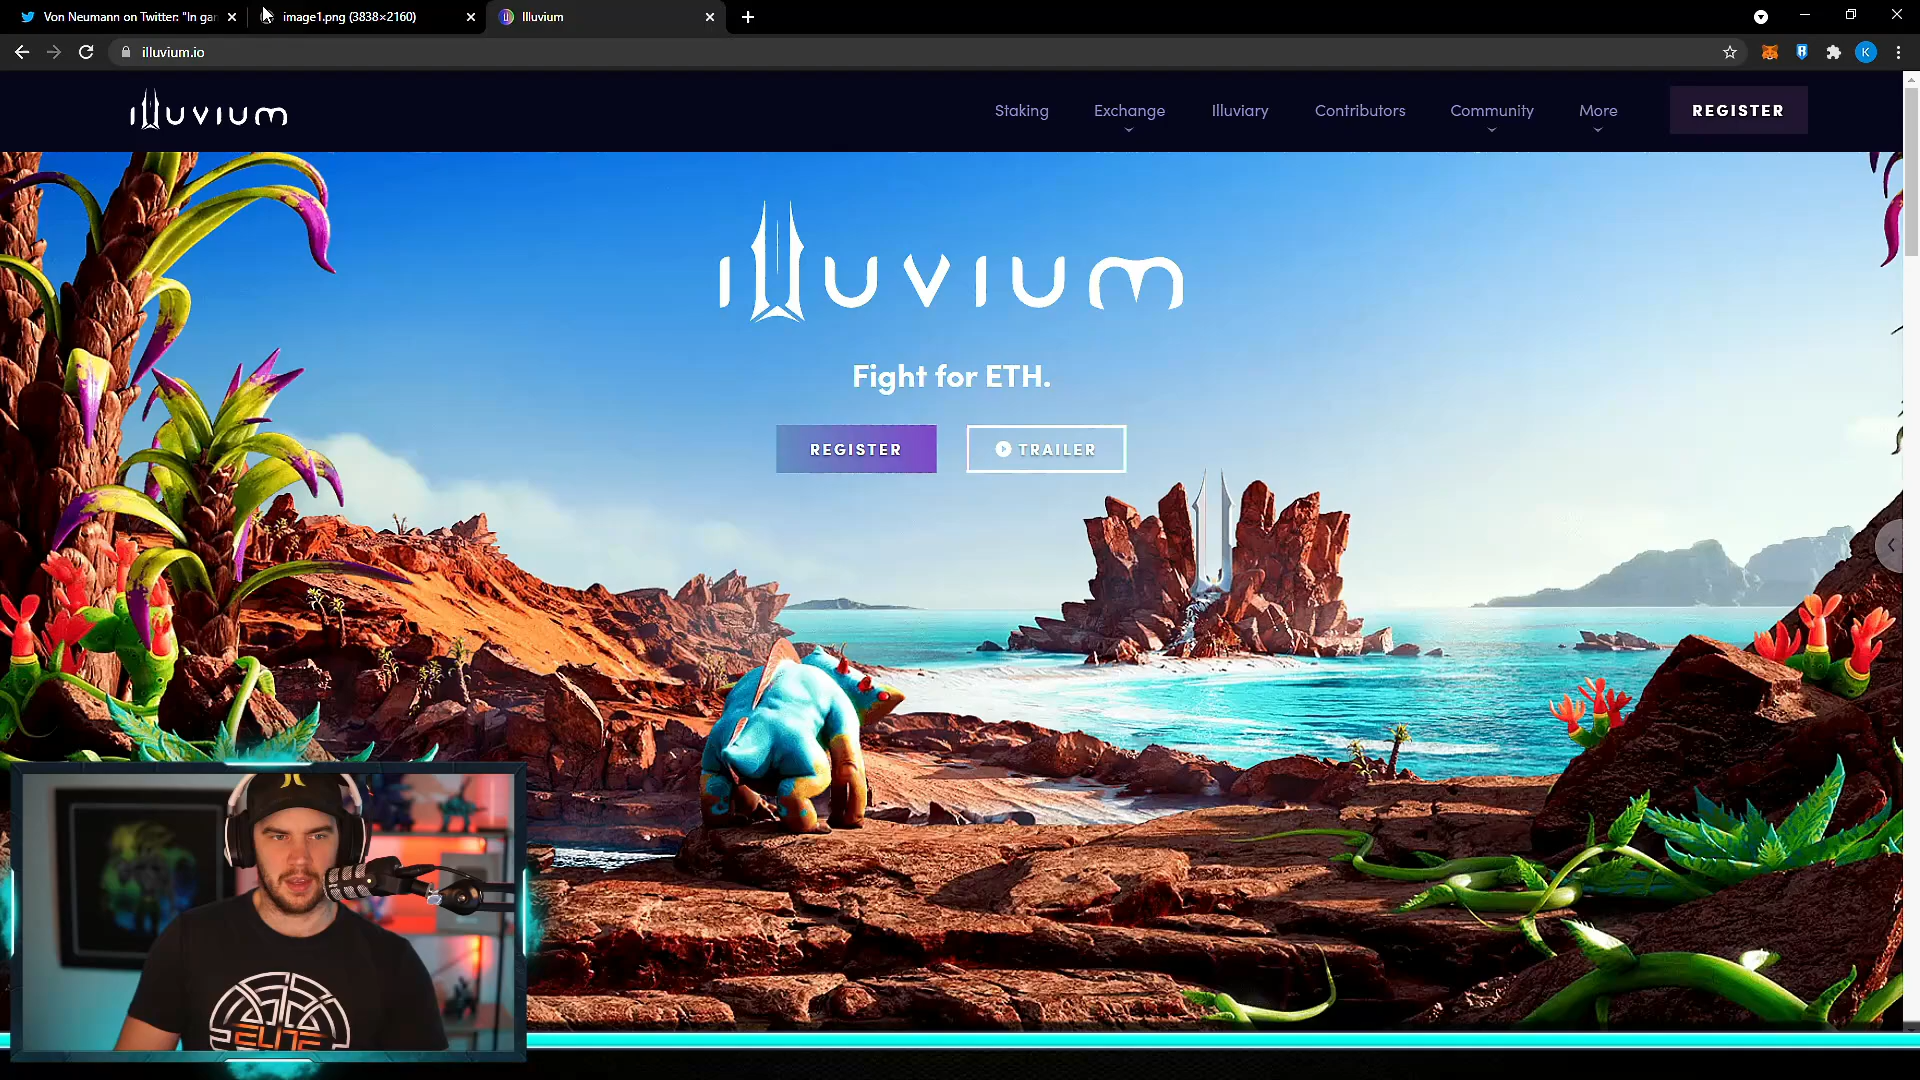 Von Neumann on Twitter: "In gar
image1.png (3838×2160)
Illuvium
illuvium.io
K
illuvium
Staking
Exchange
Illuviary
Contributors
Community
More
REGISTER
illuvium
Fight for ETH.
REGISTER
TRAILER
ELITE